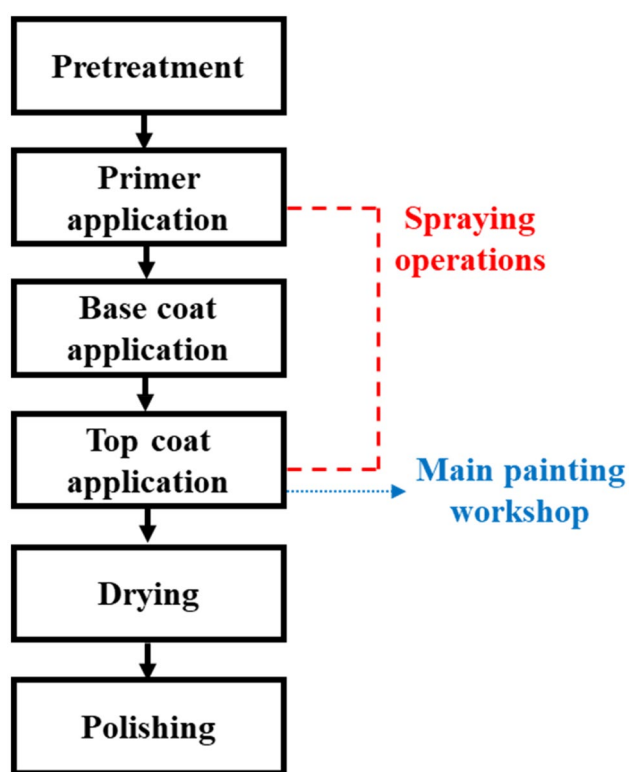 Pretreatment
Primer
application
Spraying
operations
Base coat
application
Top coat
application
Main painting
workshop
Drying
Polishing